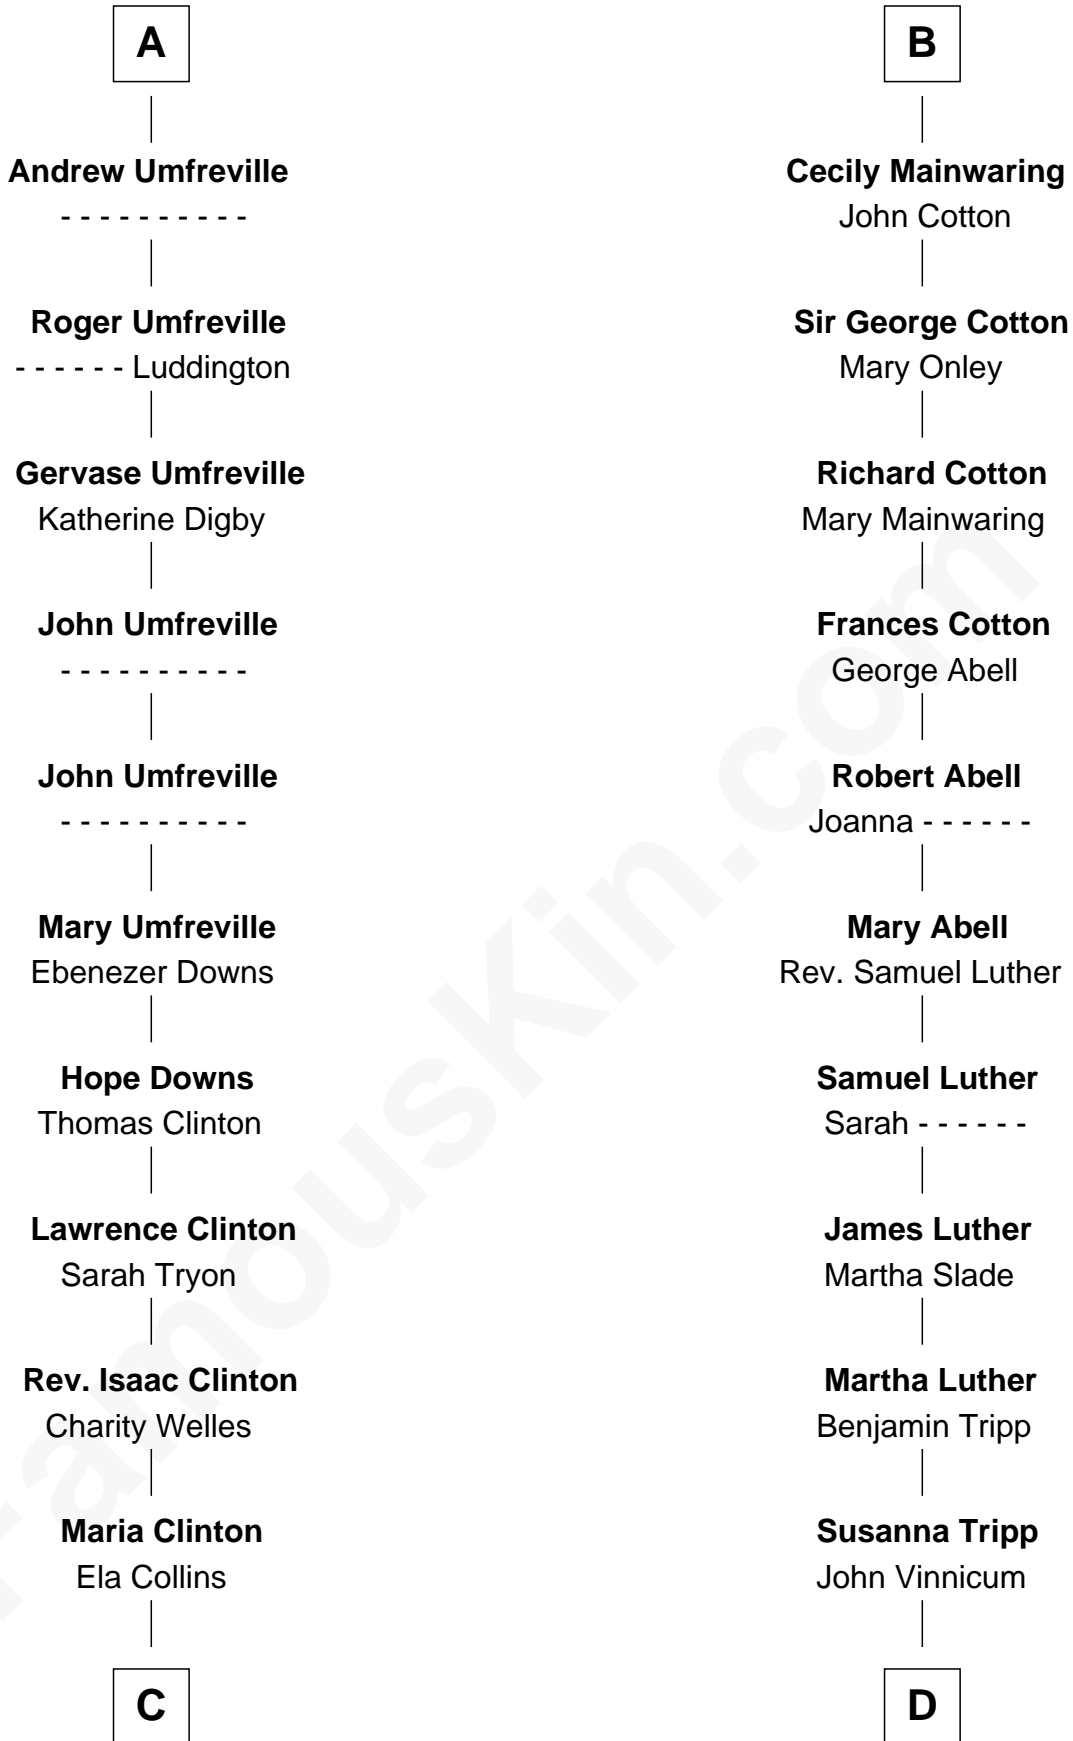 A
Andrew Umfreville
- - - - - - - - - -
Roger Umfreville
- - - - - - Luddington
Gervase Umfreville
Katherine Digby
John Umfreville
- - - - - - - - - -
John Umfreville
- - - - - - - - - -
Mary Umfreville
Ebenezer Downs
Hope Downs
Thomas Clinton
Lawrence Clinton
Sarah Tryon
Rev. Isaac Clinton
Charity Welles
Maria Clinton
Ela Collins
C
B
Cecily Mainwaring
John Cotton
Sir George Cotton
Mary Onley
Richard Cotton
Mary Mainwaring
Frances Cotton
George Abell
Robert Abell
Joanna - - - - - -
Mary Abell
Rev. Samuel Luther
Samuel Luther
Sarah - - - - - -
James Luther
Martha Slade
Martha Luther
Benjamin Tripp
Susanna Tripp
John Vinnicum
D
FamousKin.com